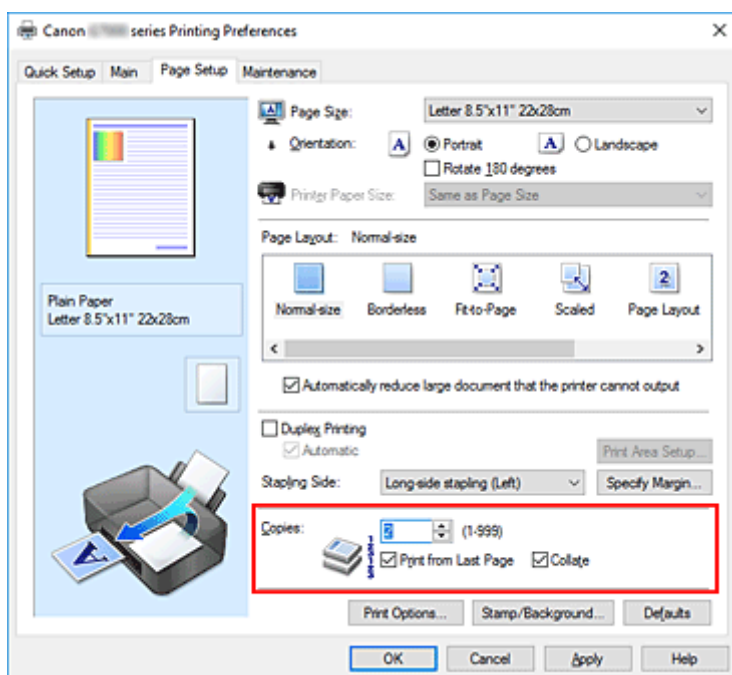 Canon series Printing Preferences
Quick Setup Main Page Setup Maintenance
Page Size: Letter 8.5"x11" 22x28cm
Orientation: A Portrait A Landscape
Rotate 180 degrees
Printer Paper Size: Same as Page Size
Page Layout: Normal-size
Normal-size Borderless Fit-to-Page Scaled Page Layout
Plain Paper
Letter 8.5"x11" 22x28cm
Automatically reduce large document that the printer cannot output
Duplex Printing
Automatic
Print Area Setup...
Stapling Side: Long-side stapling (Left) Specify Margin...
Copies: 2 (1-999)
Print from Last Page Collate
Print Options... Stamp/Background... Defaults
OK Cancel Apply Help